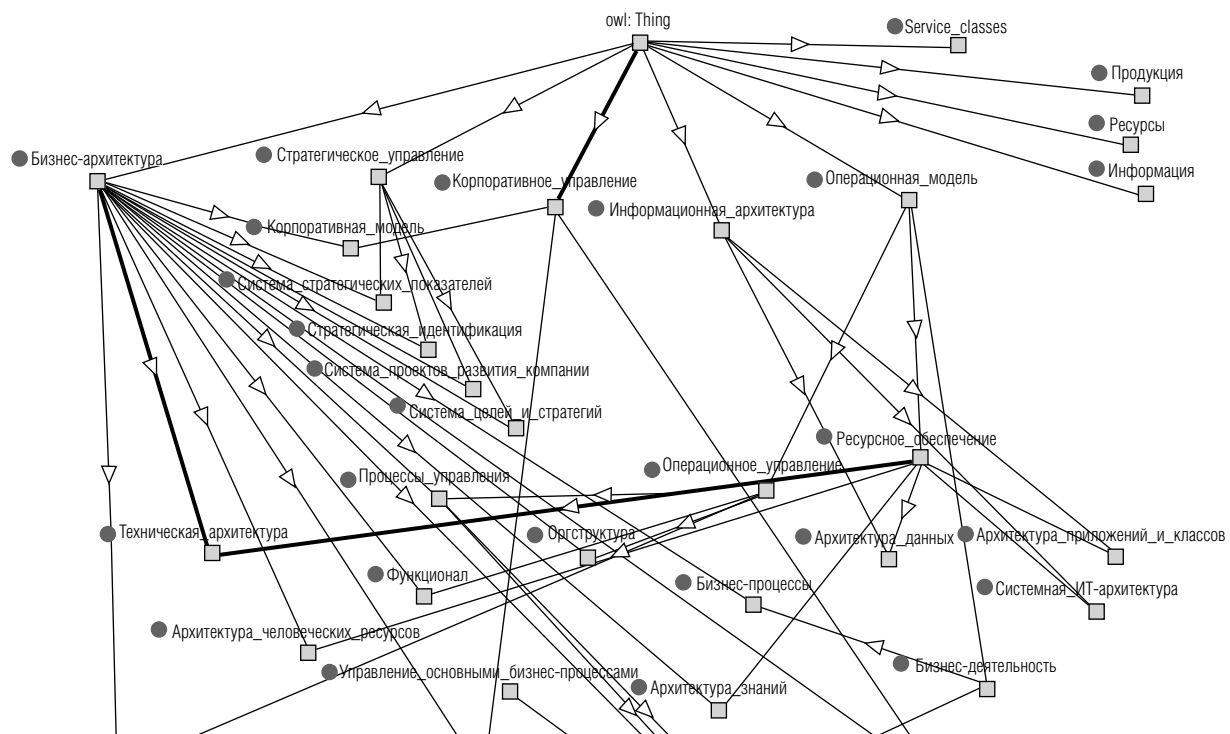 owl: Thing
Service_classes
Продукция
Ресурсы
Бизнес-архитектура
Стратегическое_управление
Информация
Корпоративное_управление
Операционная_модель
Информационная_архитектура
Корпоративная_модель
Система_стратегических_показателей
Стратегическая_идентификация
Система_проектов_развития_компании
Система_целей_и_стратегий
Ресурсное_обеспечение
Операционное_управление
Процессы_управления
Техническая_архитектура
Оргструктура
Архитектура_данных
Архитектура_приложений_и_классов
Функционал
Бизнес-процессы
Системная_ИТ-архитектура
Архитектура_человеческих_ресурсов
Управление_основными_бизнес-процессами
Бизнес-деятельность
Архитектура_знаний